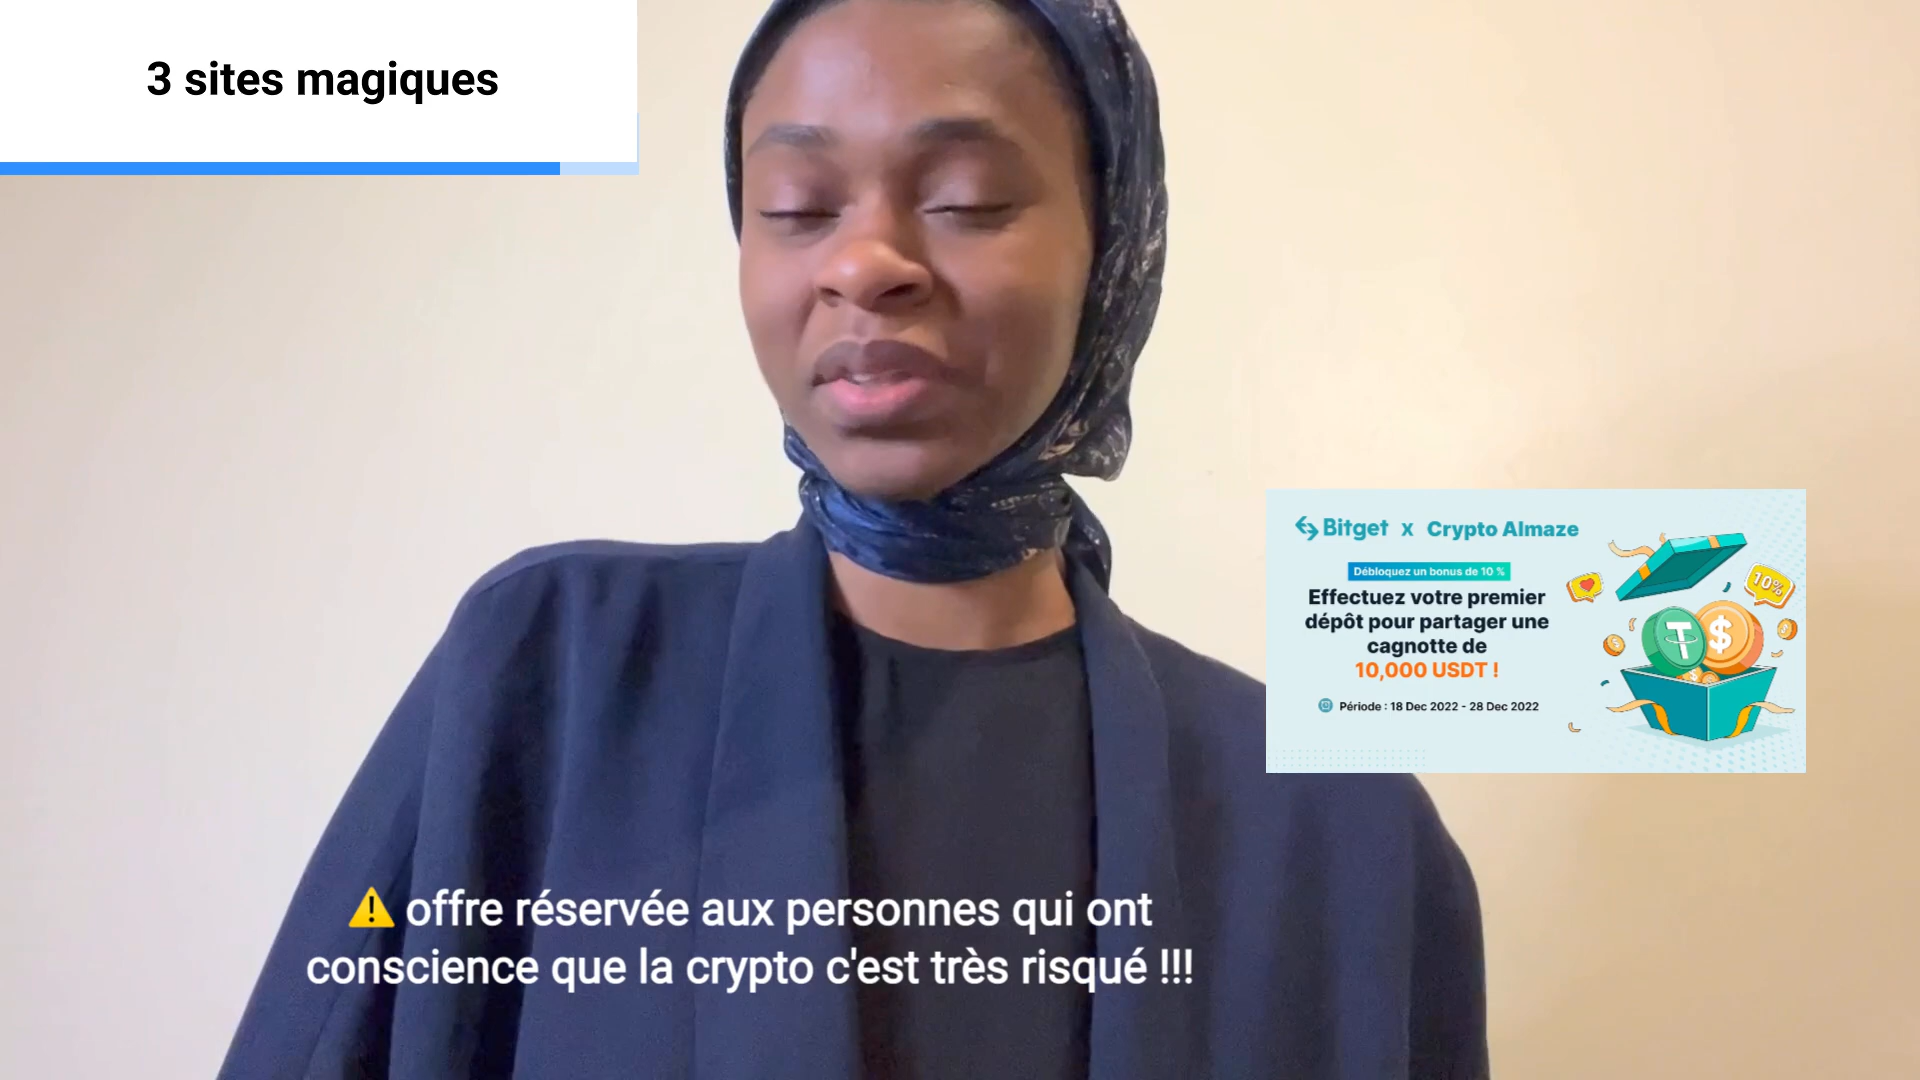 3 sites magiques
Bitget x Crypto Almaze
Débloquez un bonus de 10 %
Effectuez votre premier
dépôt pour partager une
cagnotte de
10,000 USDT !
Période : 18 Dec 2022 - 28 Dec 2022
10%
⚠️ offre réservée aux personnes qui ont
conscience que la crypto c'est très risqué !!!